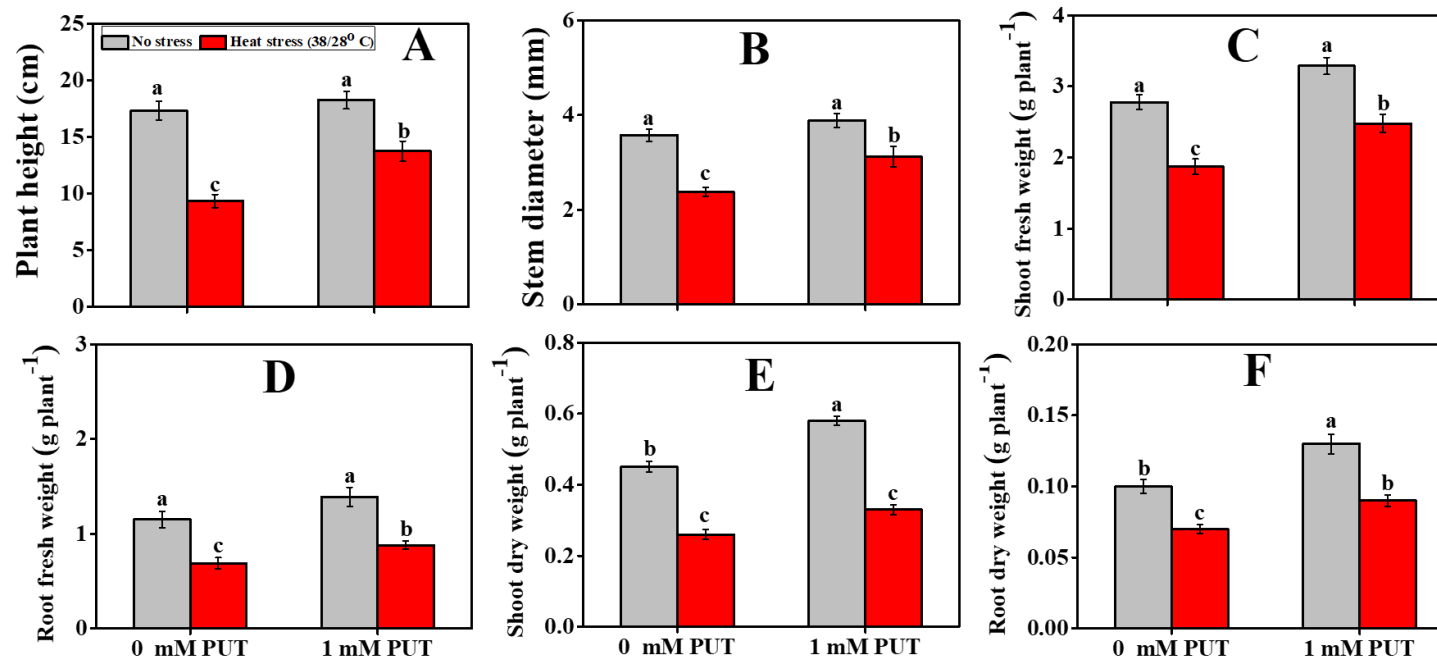 Plant height (cm)
25
20
15
10
5
0
No stress
Heat stress (38/28⁰ C)
A
a
c
a
b
Stem diameter (mm)
6
4
2
0
B
a
c
a
b
Shoot fresh weight (g plant⁻¹)
4
3
2
1
0
C
a
c
a
b
Root fresh weight (g plant⁻¹)
3
2
1
0
D
a
c
a
b
0 mM PUT
1 mM PUT
Shoot dry weight (g plant⁻¹)
0.8
0.6
0.4
0.2
0.0
E
b
c
a
c
0 mM PUT
1 mM PUT
Root dry weight (g plant⁻¹)
0.20
0.15
0.10
0.05
0.00
F
b
c
a
b
0 mM PUT
1 mM PUT